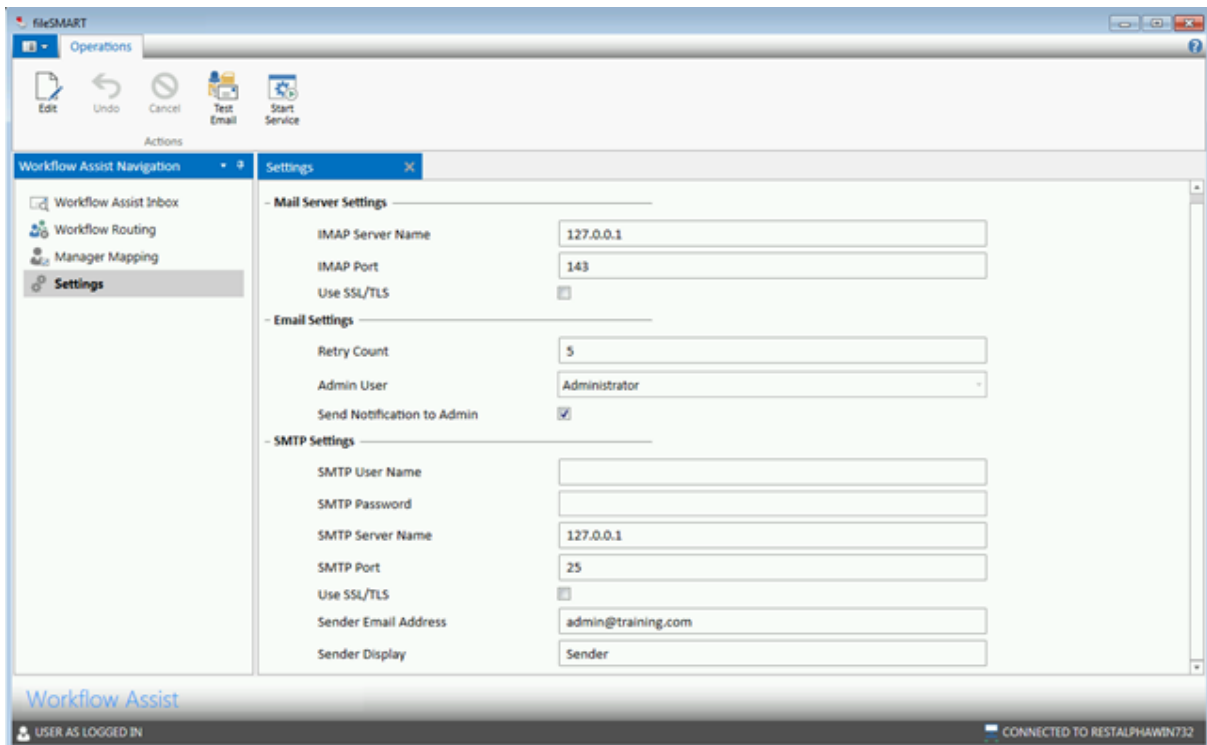 fileSMART
Operations
Edit
Undo
Cancel
Test
Email
Start
Service
Actions
Workflow Assist Navigation
Workflow Assist Inbox
Workflow Routing
Manager Mapping
Settings
Settings
Mail Server Settings
IMAP Server Name 127.0.0.1
IMAP Port 143
Use SSL/TLS
Email Settings
Retry Count 5
Admin User Administrator
Send Notification to Admin
SMTP Settings
SMTP User Name
SMTP Password
SMTP Server Name 127.0.0.1
SMTP Port 25
Use SSL/TLS
Sender Email Address admin@training.com
Sender Display Sender
Workflow Assist
USER AS LOGGED IN
CONNECTED TO RESTALPHAWIN732